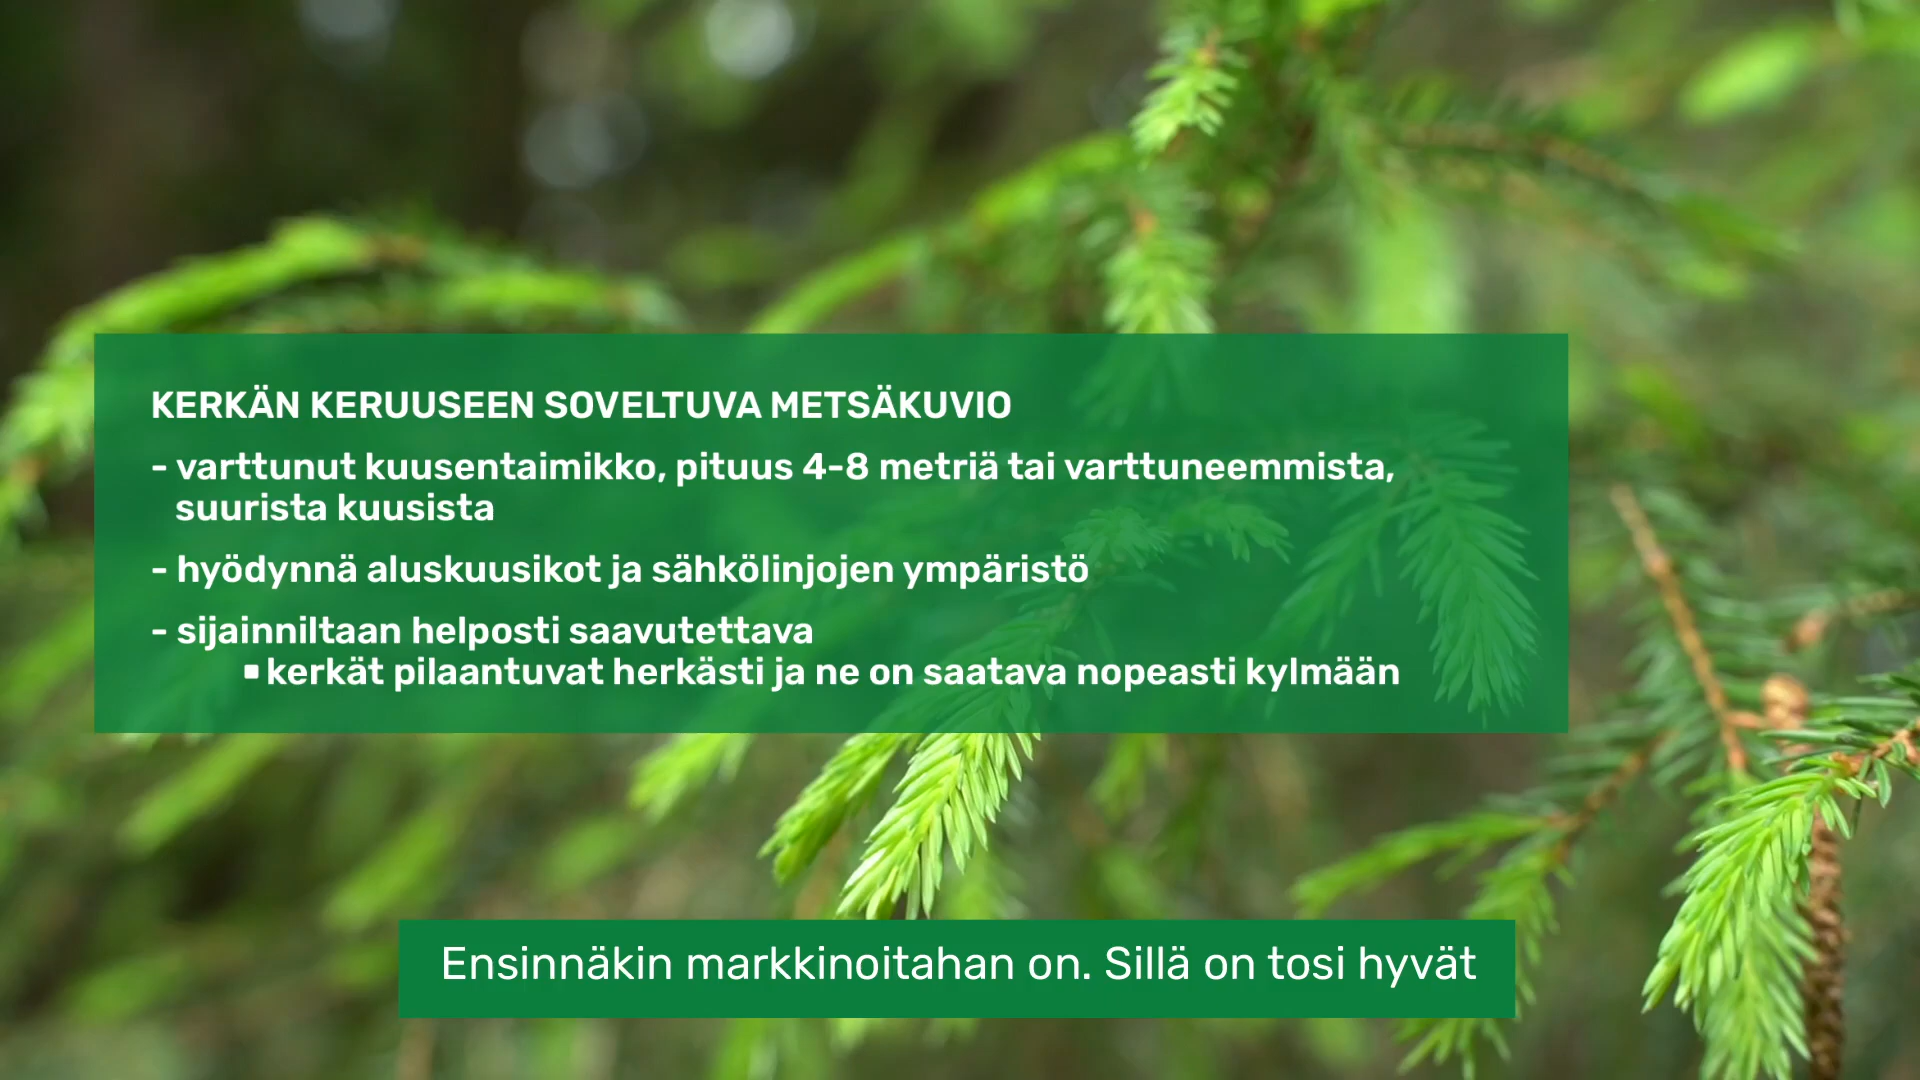 KERKÄN KERUUSEEN SOVELTUVA METSÄKUVIO
- varttunut kuusentaimikko, pituus 4-8 metriä tai varttuneemmista,
suurista kuusista
- hyödynnä aluskuusikot ja sähkölinjojen ympäristö
- sijainniltaan helposti saavutettava
▪ kerkät pilaantuvat herkästi ja ne on saatava nopeasti kylmään
Ensinnäkin markkinoitahan on. Sillä on tosi hyvät